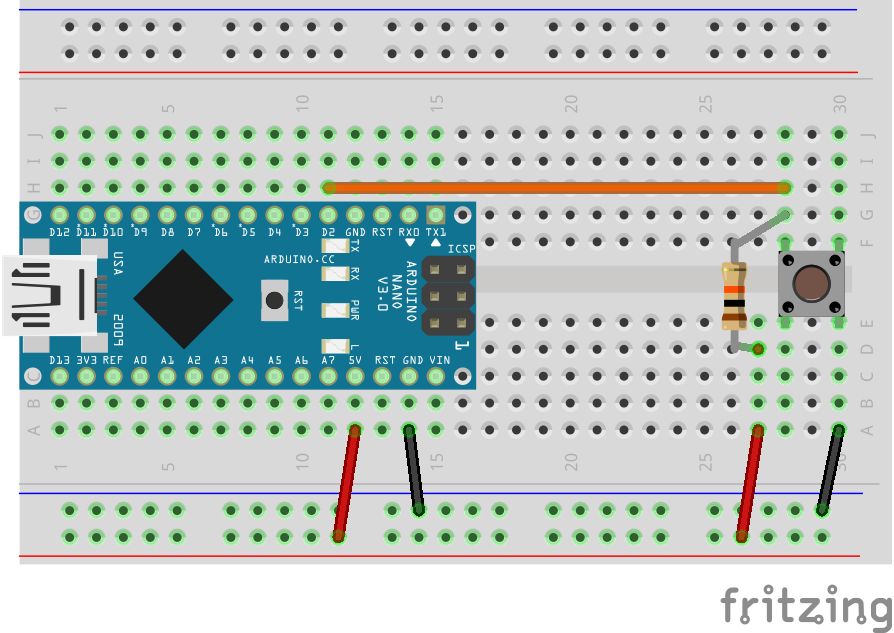 1 5 10 15 20 25 30
J J
I I
H H
G G
F
D12 D11 D10 D9 D8 D7 D6 D5 D4 D3 D2 GND RST RX0 TX1
USA
ARDUINO.CC
TX
RX
RST
PWR
L
ICSP
ARDUINO
NANO
V3.0
2009
1
E
D
D13 3V3 REF A0 A1 A2 A3 A4 A5 A6 A7 5V RST GND VIN
C C
B B
A A
1 5 15 20 25 30
fritzing